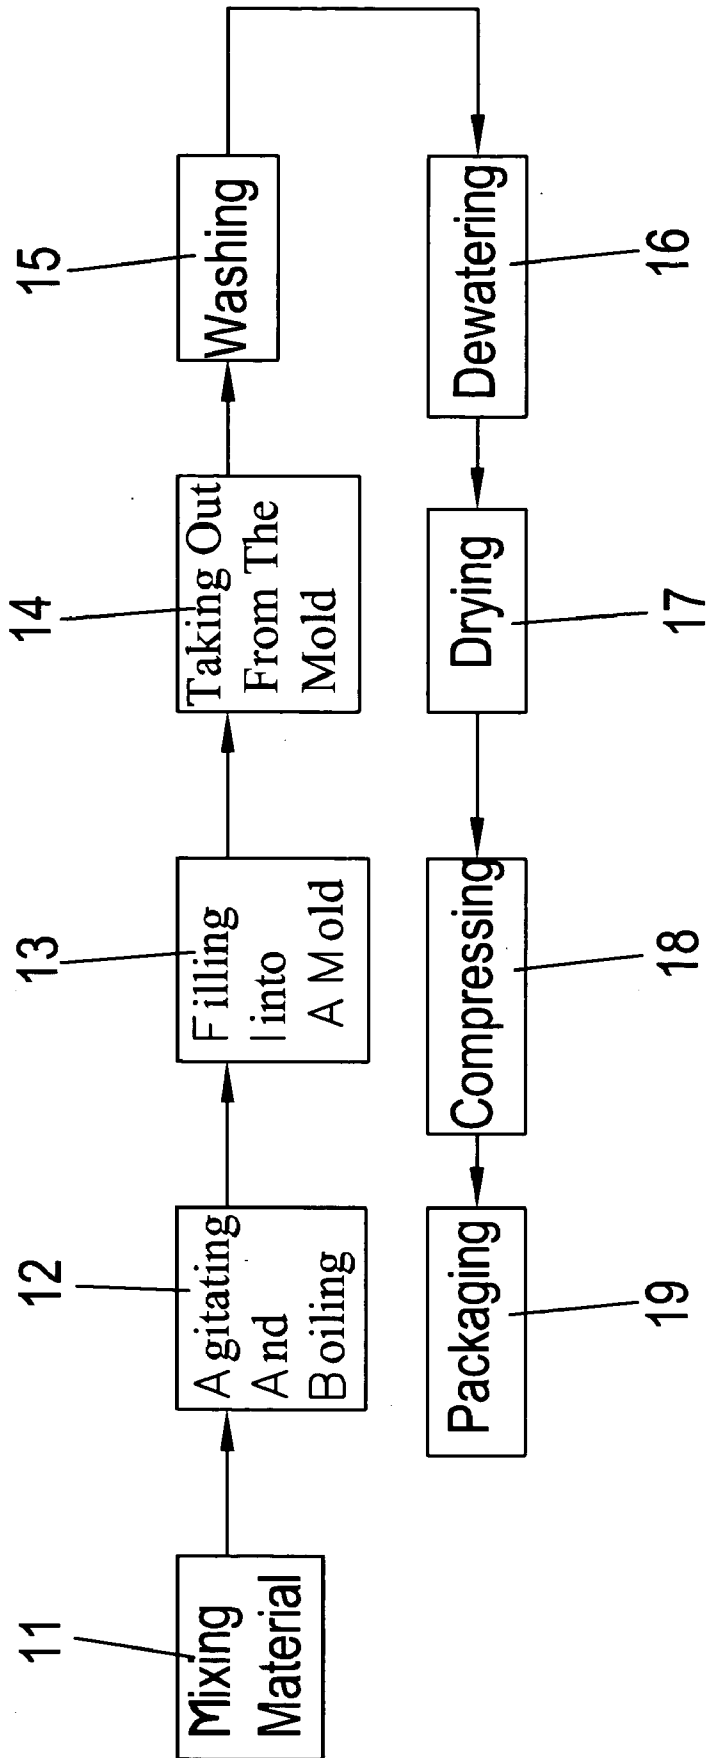 11
Mixing
Material
12
Agitating
And
Boiling
13
Filling
Iinto
A Mold
14
Taking Out
From The
Mold
15
Washing
Dewatering
16
Drying
17
Compressing
18
Packaging
19